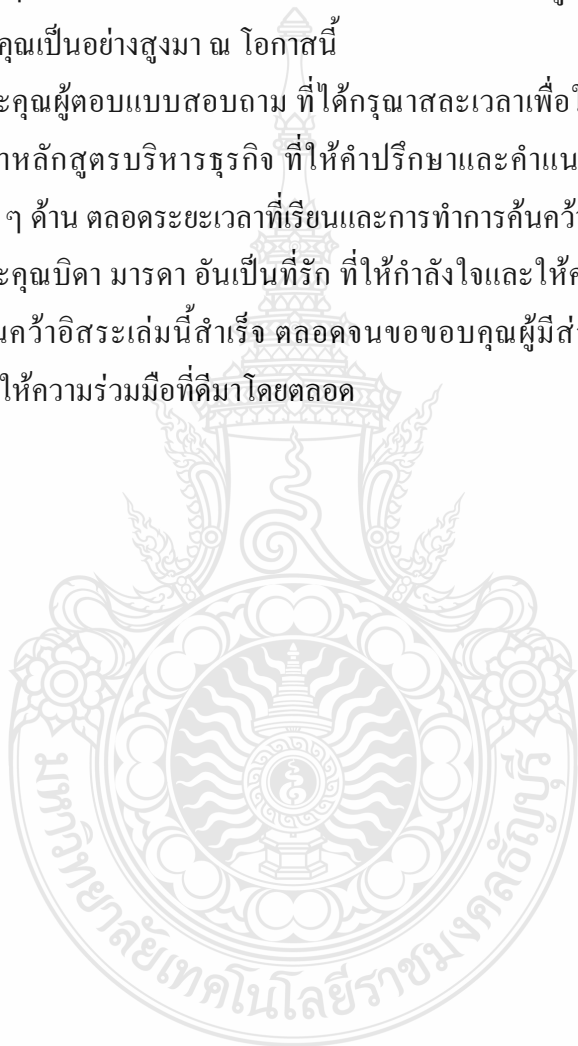 คุณเป็นอย่างสูงมา ณ โอกาสนี้
ะคุณผู้ตอบแบบสอบถาม ที่ได้กรุณาสละเวลาเพื่อ
าหลักสูตรบริหารธุรกิจ ที่ให้คำปรึกษาและคำแน
ๆ ด้าน ตลอดระยะเวลาที่เรียนและการทำการค้นคว้
ะคุณบิดา มารดา อันเป็นที่รัก ที่ให้กำลังใจและให้
นคว้าอิสระเล่มนี้สำเร็จ ตลอดจนขอขอบคุณผู้มีส่
ให้ความร่วมมือที่ดีมาโดยตลอด
มหาวิทยาลัยเทคโนโลยีราชมงคลธัญบุรี